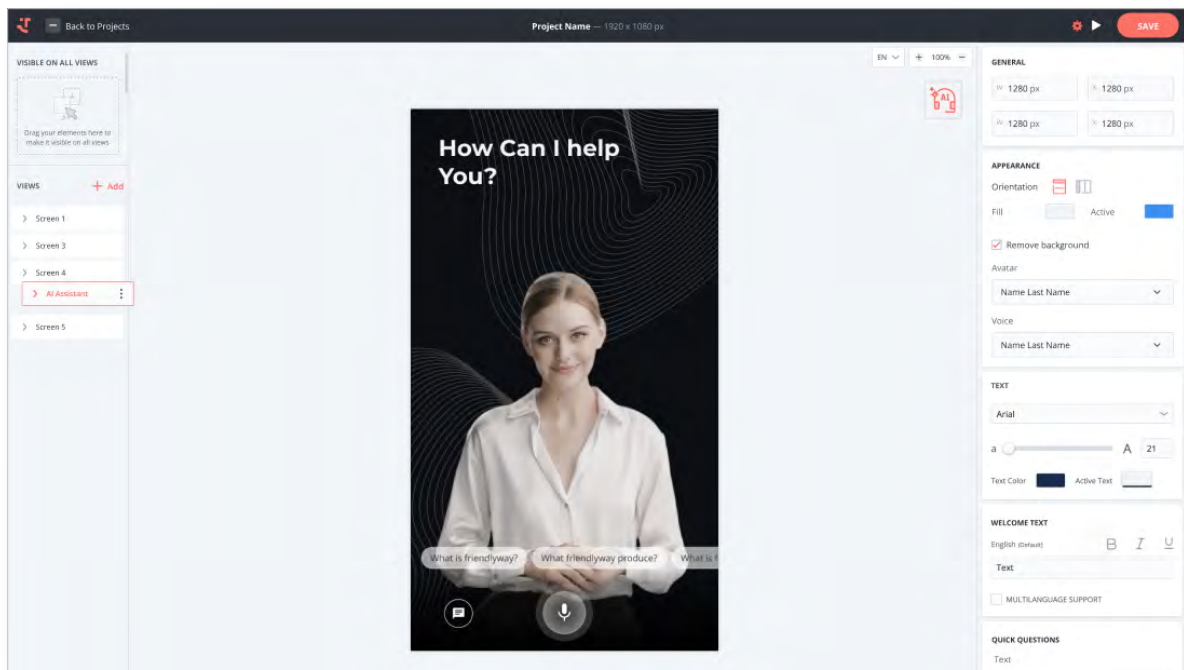 Back to Projects
Project Name — 1920 x 1080 px
SAVE
VISIBLE ON ALL VIEWS
Drag your elements here to
make it visible on all views
VIEWS
+ Add
Screen 1
Screen 3
Screen 4
AI Assistant
Screen 5
EN
+ 100% −
AI
How Can I help
You?
What is friendlyway?
What friendlyway produce?
What is f
GENERAL
W 1280 px
X 1280 px
W 1280 px
X 1280 px
APPEARANCE
Orientation
Fill
Active
Remove background
Avatar
Name Last Name
Voice
Name Last Name
TEXT
Arial
a
A
21
Text Color
Active Text
WELCOME TEXT
English (Default)
B I U
Text
MULTILANGUAGE SUPPORT
QUICK QUESTIONS
Text